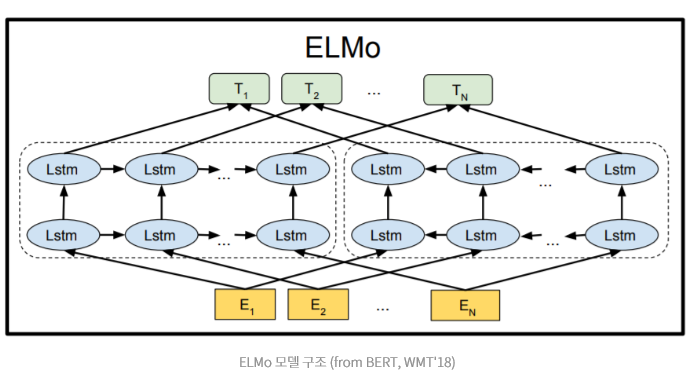 ELMo
T1 T2 ... TN
Lstm Lstm ... Lstm Lstm Lstm ... Lstm
Lstm Lstm ... Lstm Lstm Lstm ... Lstm
E1 E2 ... EN
ELMo 모델 구조 (from BERT, WMT'18)